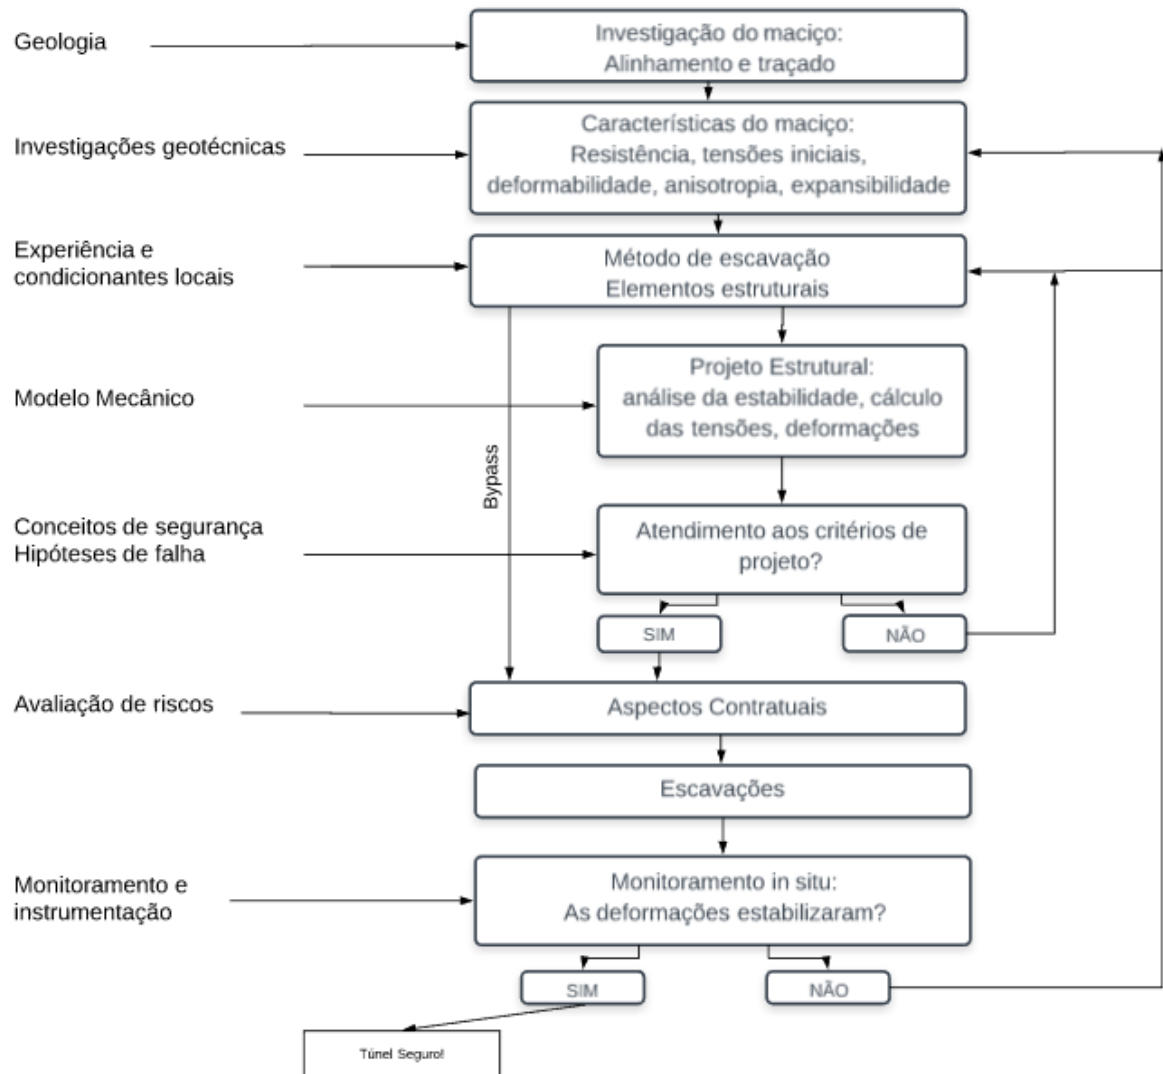 Geologia
Investigação do maciço:
Alinhamento e traçado
Investigações geotécnicas
Características do maciço:
Resistência, tensões iniciais,
deformabilidade, anisotropia, expansibilidade
Experiência e
condicionantes locais
Método de escavação
Elementos estruturais
Modelo Mecânico
Projeto Estrutural:
análise da estabilidade, cálculo
das tensões, deformações
Bypass
Conceitos de segurança
Hipóteses de falha
Atendimento aos critérios de
projeto?
SIM
NÃO
Avaliação de riscos
Aspectos Contratuais
Escavações
Monitoramento e
instrumentação
Monitoramento in situ:
As deformações estabilizaram?
SIM
NÃO
Túnel Seguro!